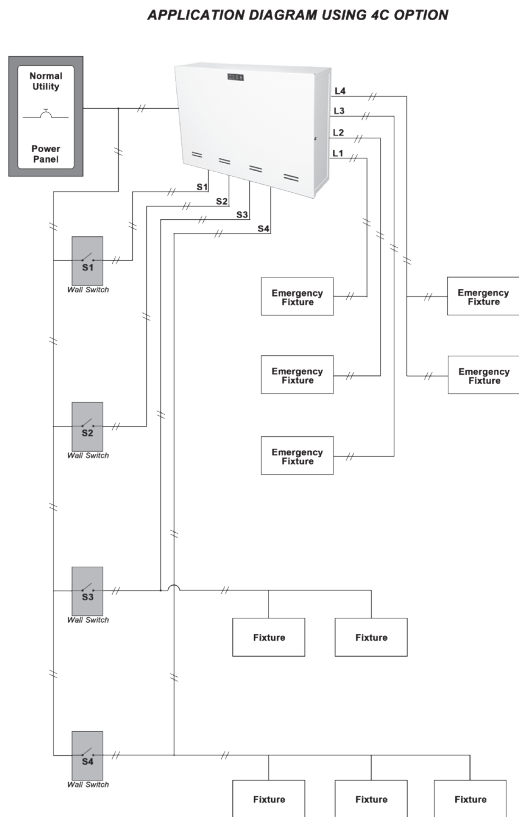 APPLICATION DIAGRAM USING 4C OPTION
Normal
Utility
Power
Panel
L4
L3
L2
L1
S1
S2
S3
S4
S1
Wall Switch
Emergency
Fixture
Emergency
Fixture
Emergency
Fixture
Emergency
Fixture
S2
Wall Switch
Emergency
Fixture
S3
Wall Switch
Fixture
Fixture
S4
Wall Switch
Fixture
Fixture
Fixture